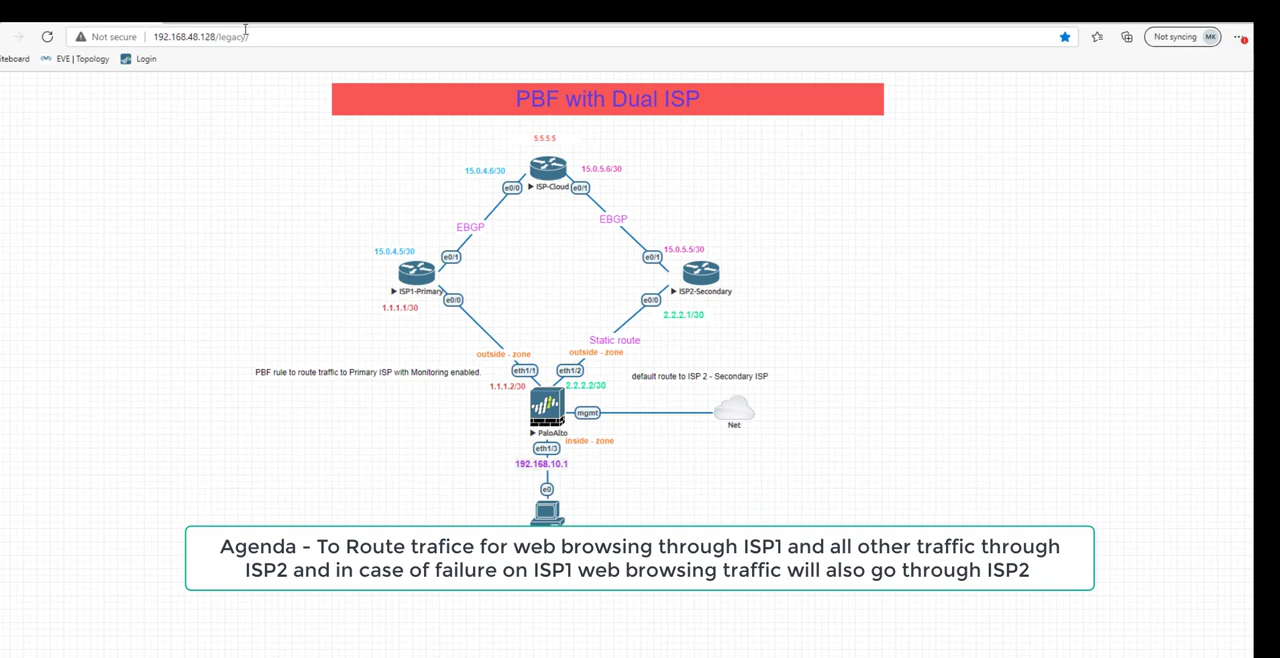 Not secure
192.168.48.128/legacy/
Not syncing
MK
iteboard
EVE | Topology
Login
PBF with Dual ISP
5.5.5.5
15.0.4.6/30
15.0.5.6/30
e0/0
ISP-Cloud
e0/1
EBGP
EBGP
15.0.4.5/30
e0/1
e0/1
15.0.5.5/30
ISP1-Primary
e0/0
e0/0
ISP2-Secondary
1.1.1.1/30
2.2.2.1/30
Static route
outside - zone
outside - zone
PBF rule to route traffic to Primary ISP with Monitoring enabled.
eth1/1
eth1/2
default route to ISP 2 - Secondary ISP
1.1.1.2/30
2.2.2.2/30
mgmt
Net
PaloAlto
inside - zone
eth1/3
192.168.10.1
e0
Agenda - To Route trafice for web browsing through ISP1 and all other traffic through
ISP2 and in case of failure on ISP1 web browsing traffic will also go through ISP2